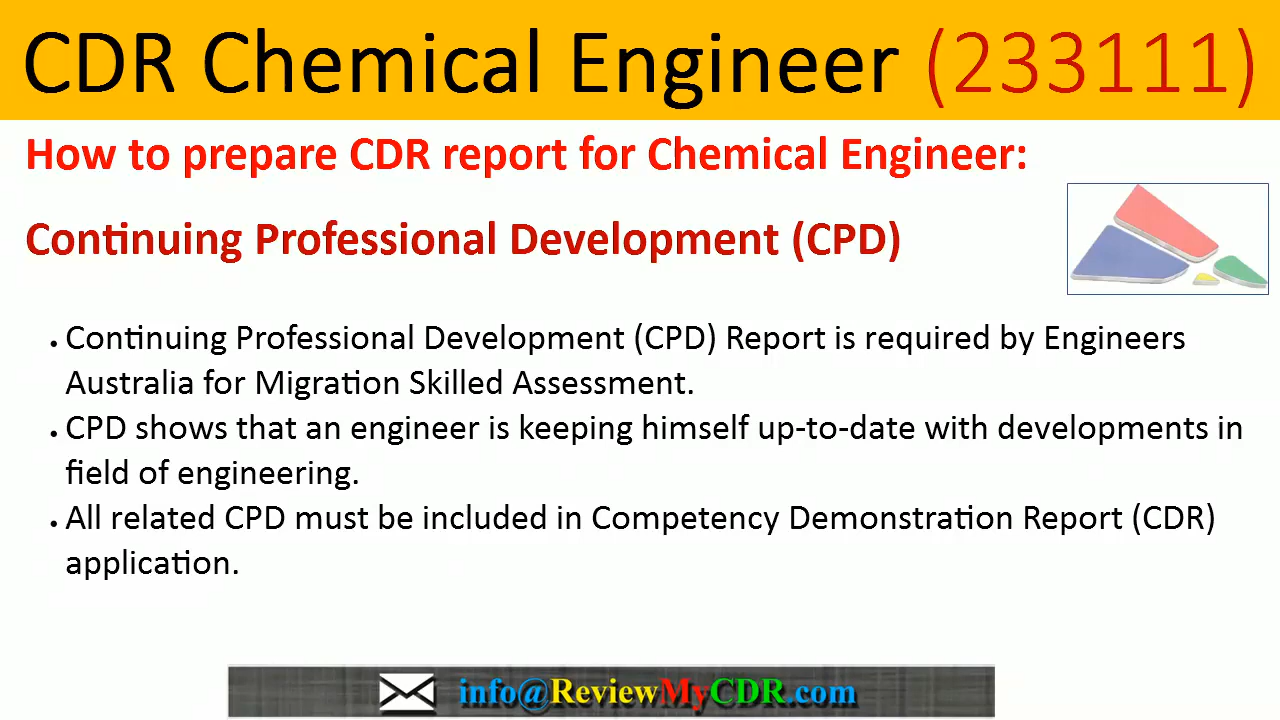 CDR Chemical Engineer (233111)
How to prepare CDR report for Chemical Engineer:
Continuing Professional Development (CPD)
• Continuing Professional Development (CPD) Report is required by Engineers
Australia for Migration Skilled Assessment.
• CPD shows that an engineer is keeping himself up-to-date with developments in
field of engineering.
• All related CPD must be included in Competency Demonstration Report (CDR)
application.
info@ReviewMyCDR.com